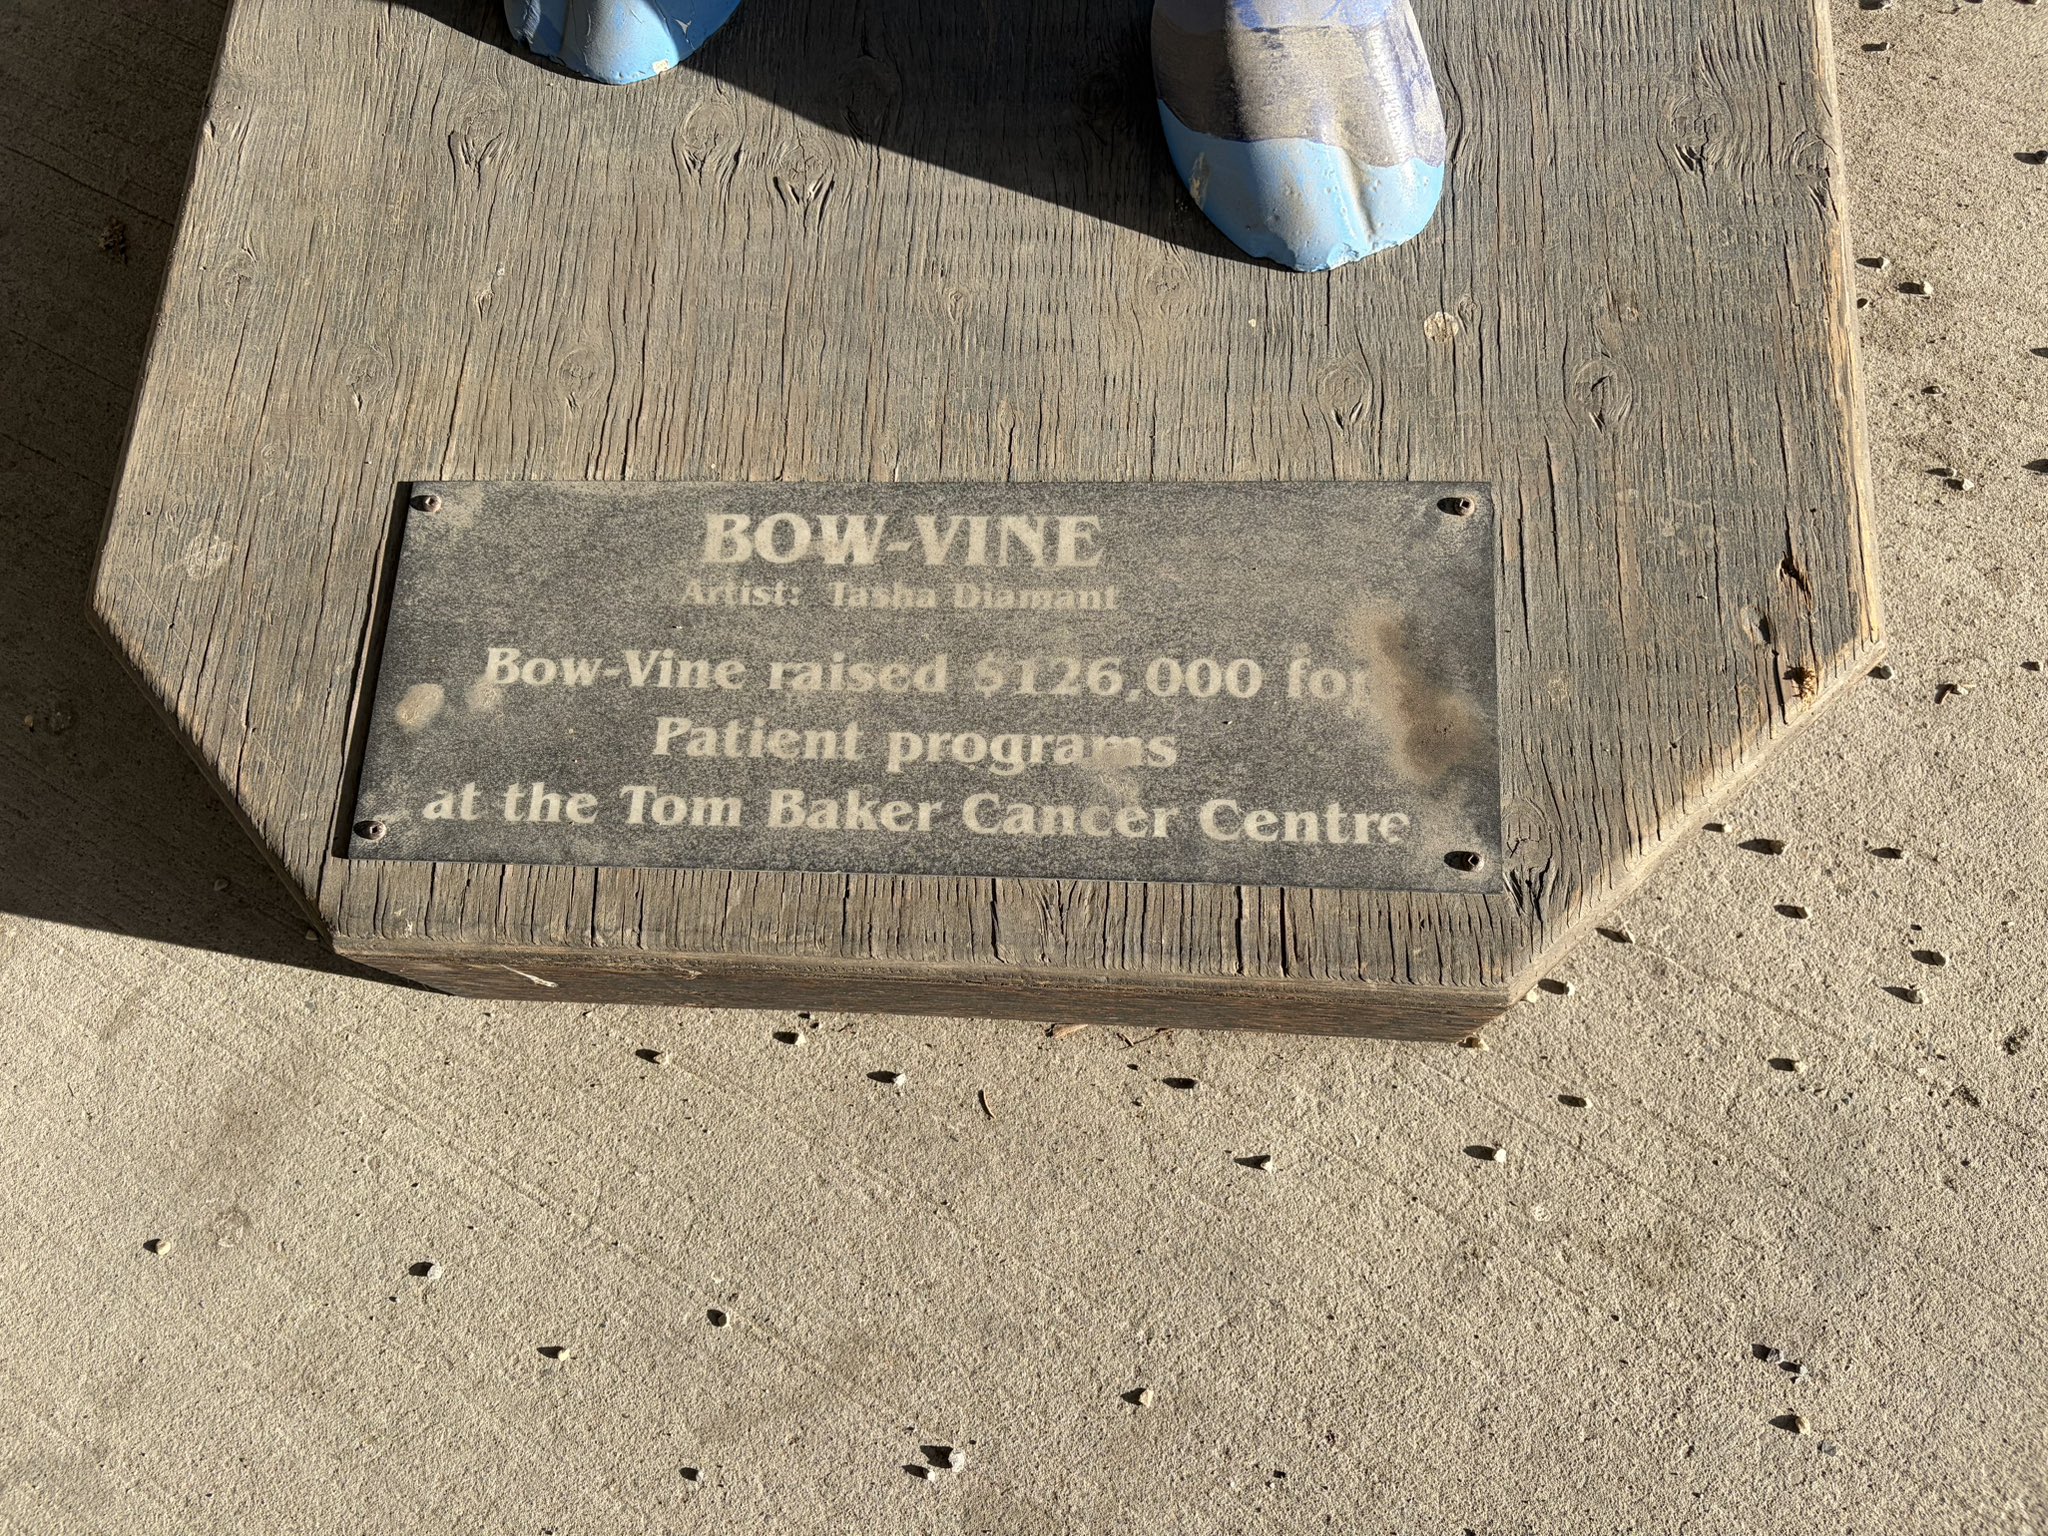 BOW-VINE
Artist: Tasha Diamant
Bow-Vine raised $126,000 for
Patient programs
at the Tom Baker Cancer Centre